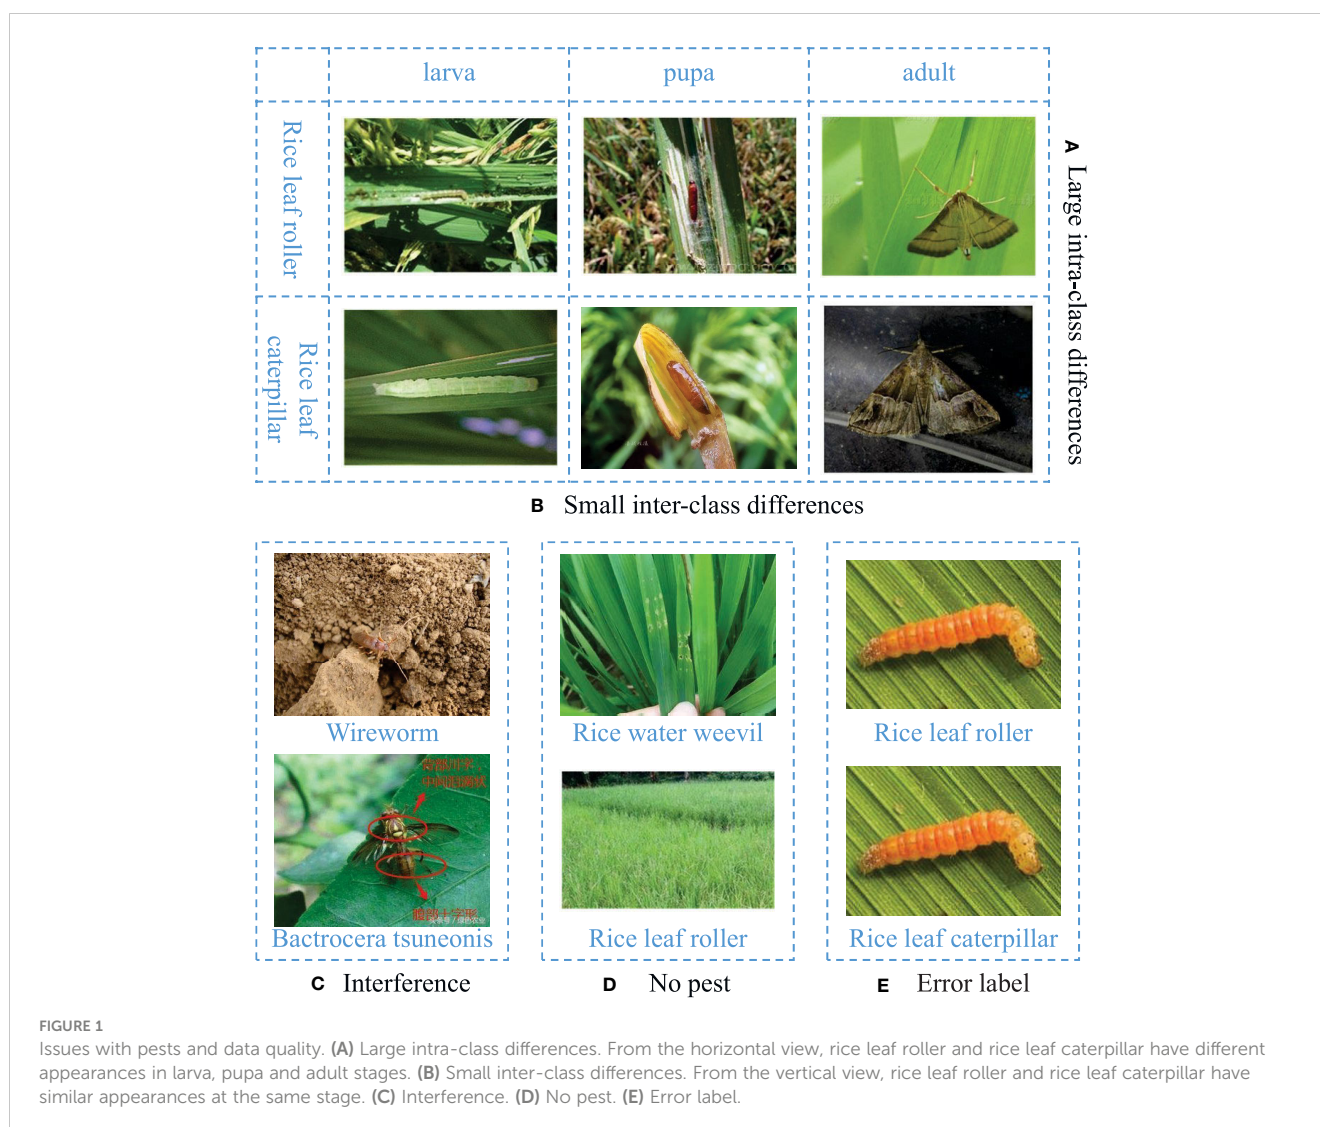 larva
pupa
adult
Rice leaf roller
Rice leaf
caterpillar
A Large intra-class differences
B Small inter-class differences
Wireworm
Rice water weevil
Rice leaf roller
Bactrocera tsuneonis
Rice leaf roller
Rice leaf caterpillar
C Interference
D No pest
E Error label
FIGURE 1
Issues with pests and data quality. (A) Large intra-class differences. From the horizontal view, rice leaf roller and rice leaf caterpillar have different
appearances in larva, pupa and adult stages. (B) Small inter-class differences. From the vertical view, rice leaf roller and rice leaf caterpillar have
similar appearances at the same stage. (C) Interference. (D) No pest. (E) Error label.